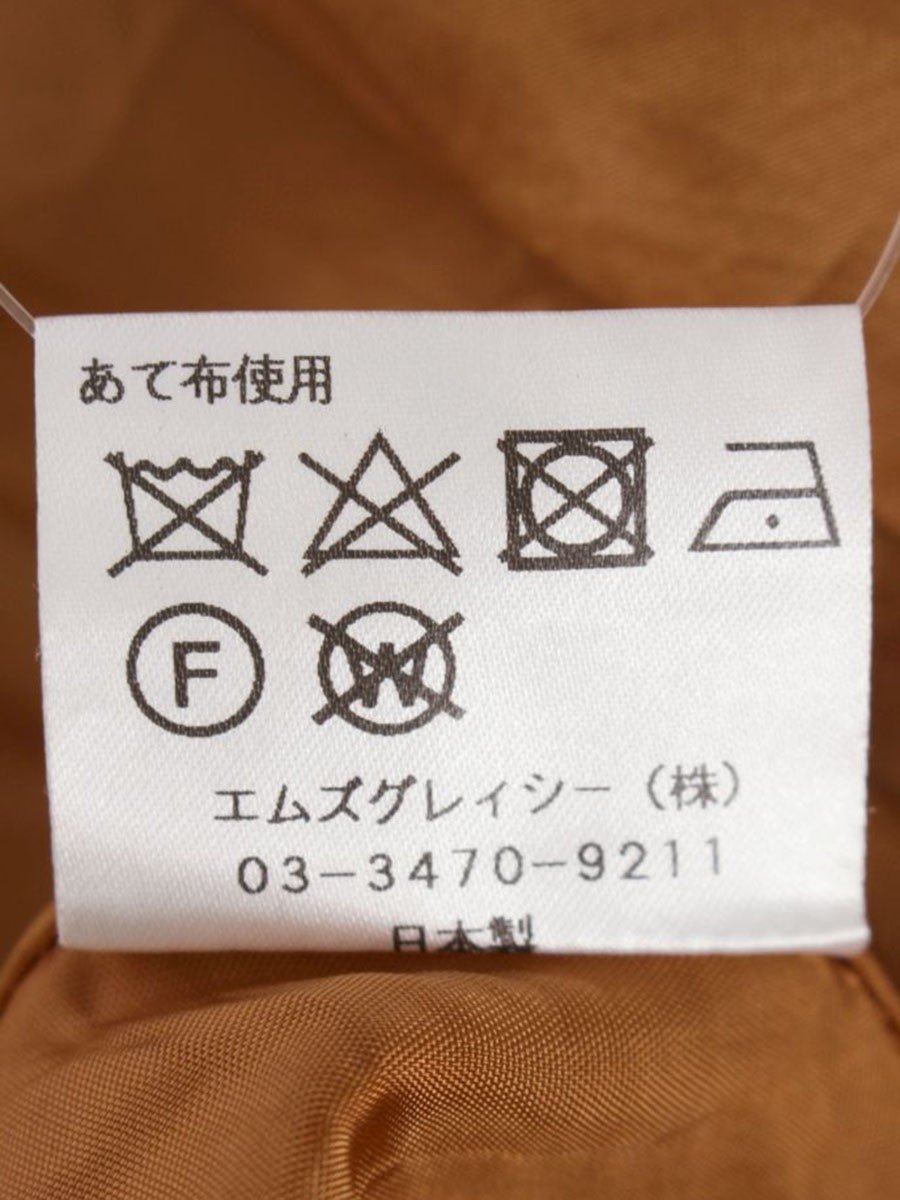 あて布使用
F
W
エムズグレイシー（株）
03-3470-9211
日本製